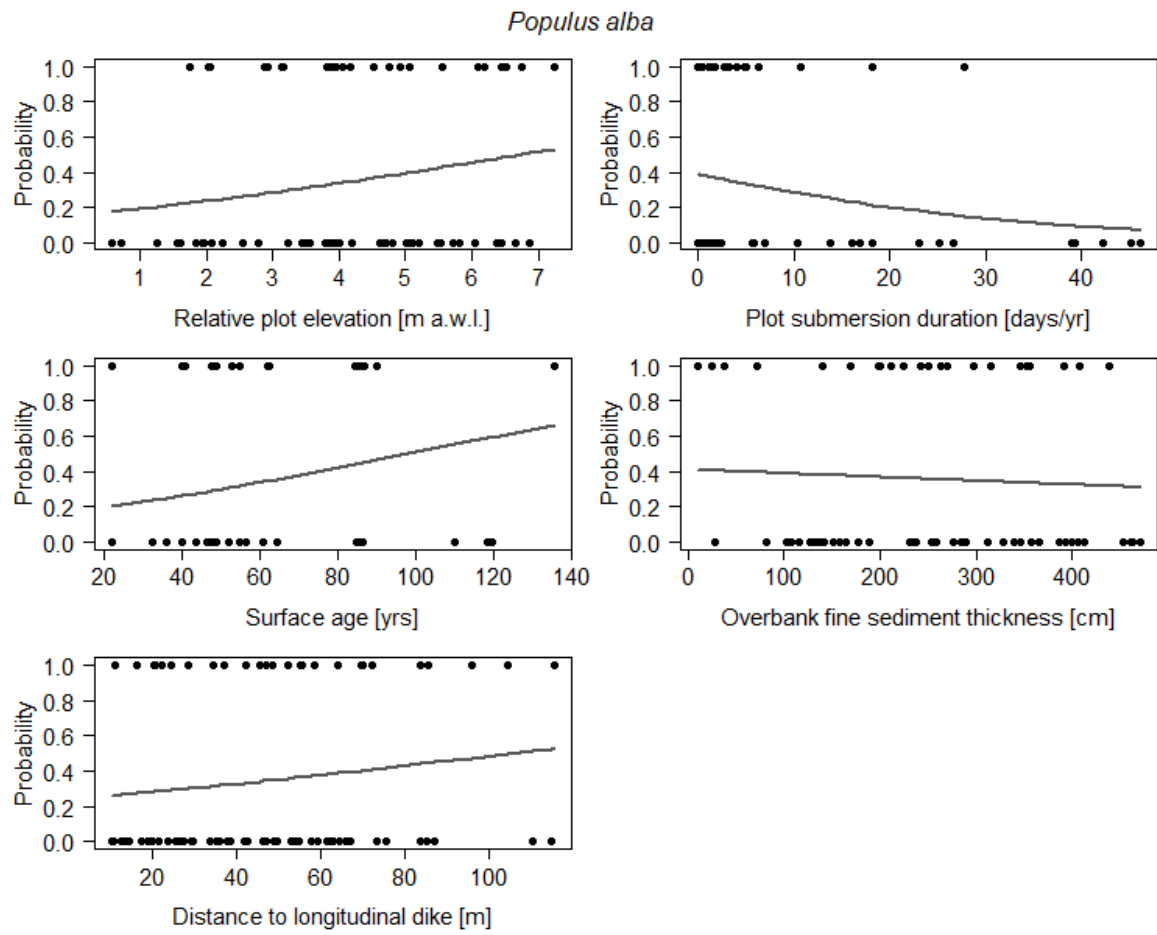 Populus alba
Probability
1.0
0.8
0.6
0.4
0.2
0.0
1 2 3 4 5 6 7
Relative plot elevation [m a.w.l.]
Probability
1.0
0.8
0.6
0.4
0.2
0.0
0 10 20 30 40
Plot submersion duration [days/yr]
Probability
1.0
0.8
0.6
0.4
0.2
0.0
20 40 60 80 100 120 140
Surface age [yrs]
Probability
1.0
0.8
0.6
0.4
0.2
0.0
0 100 200 300 400
Overbank fine sediment thickness [cm]
Probability
1.0
0.8
0.6
0.4
0.2
0.0
20 40 60 80 100
Distance to longitudinal dike [m]